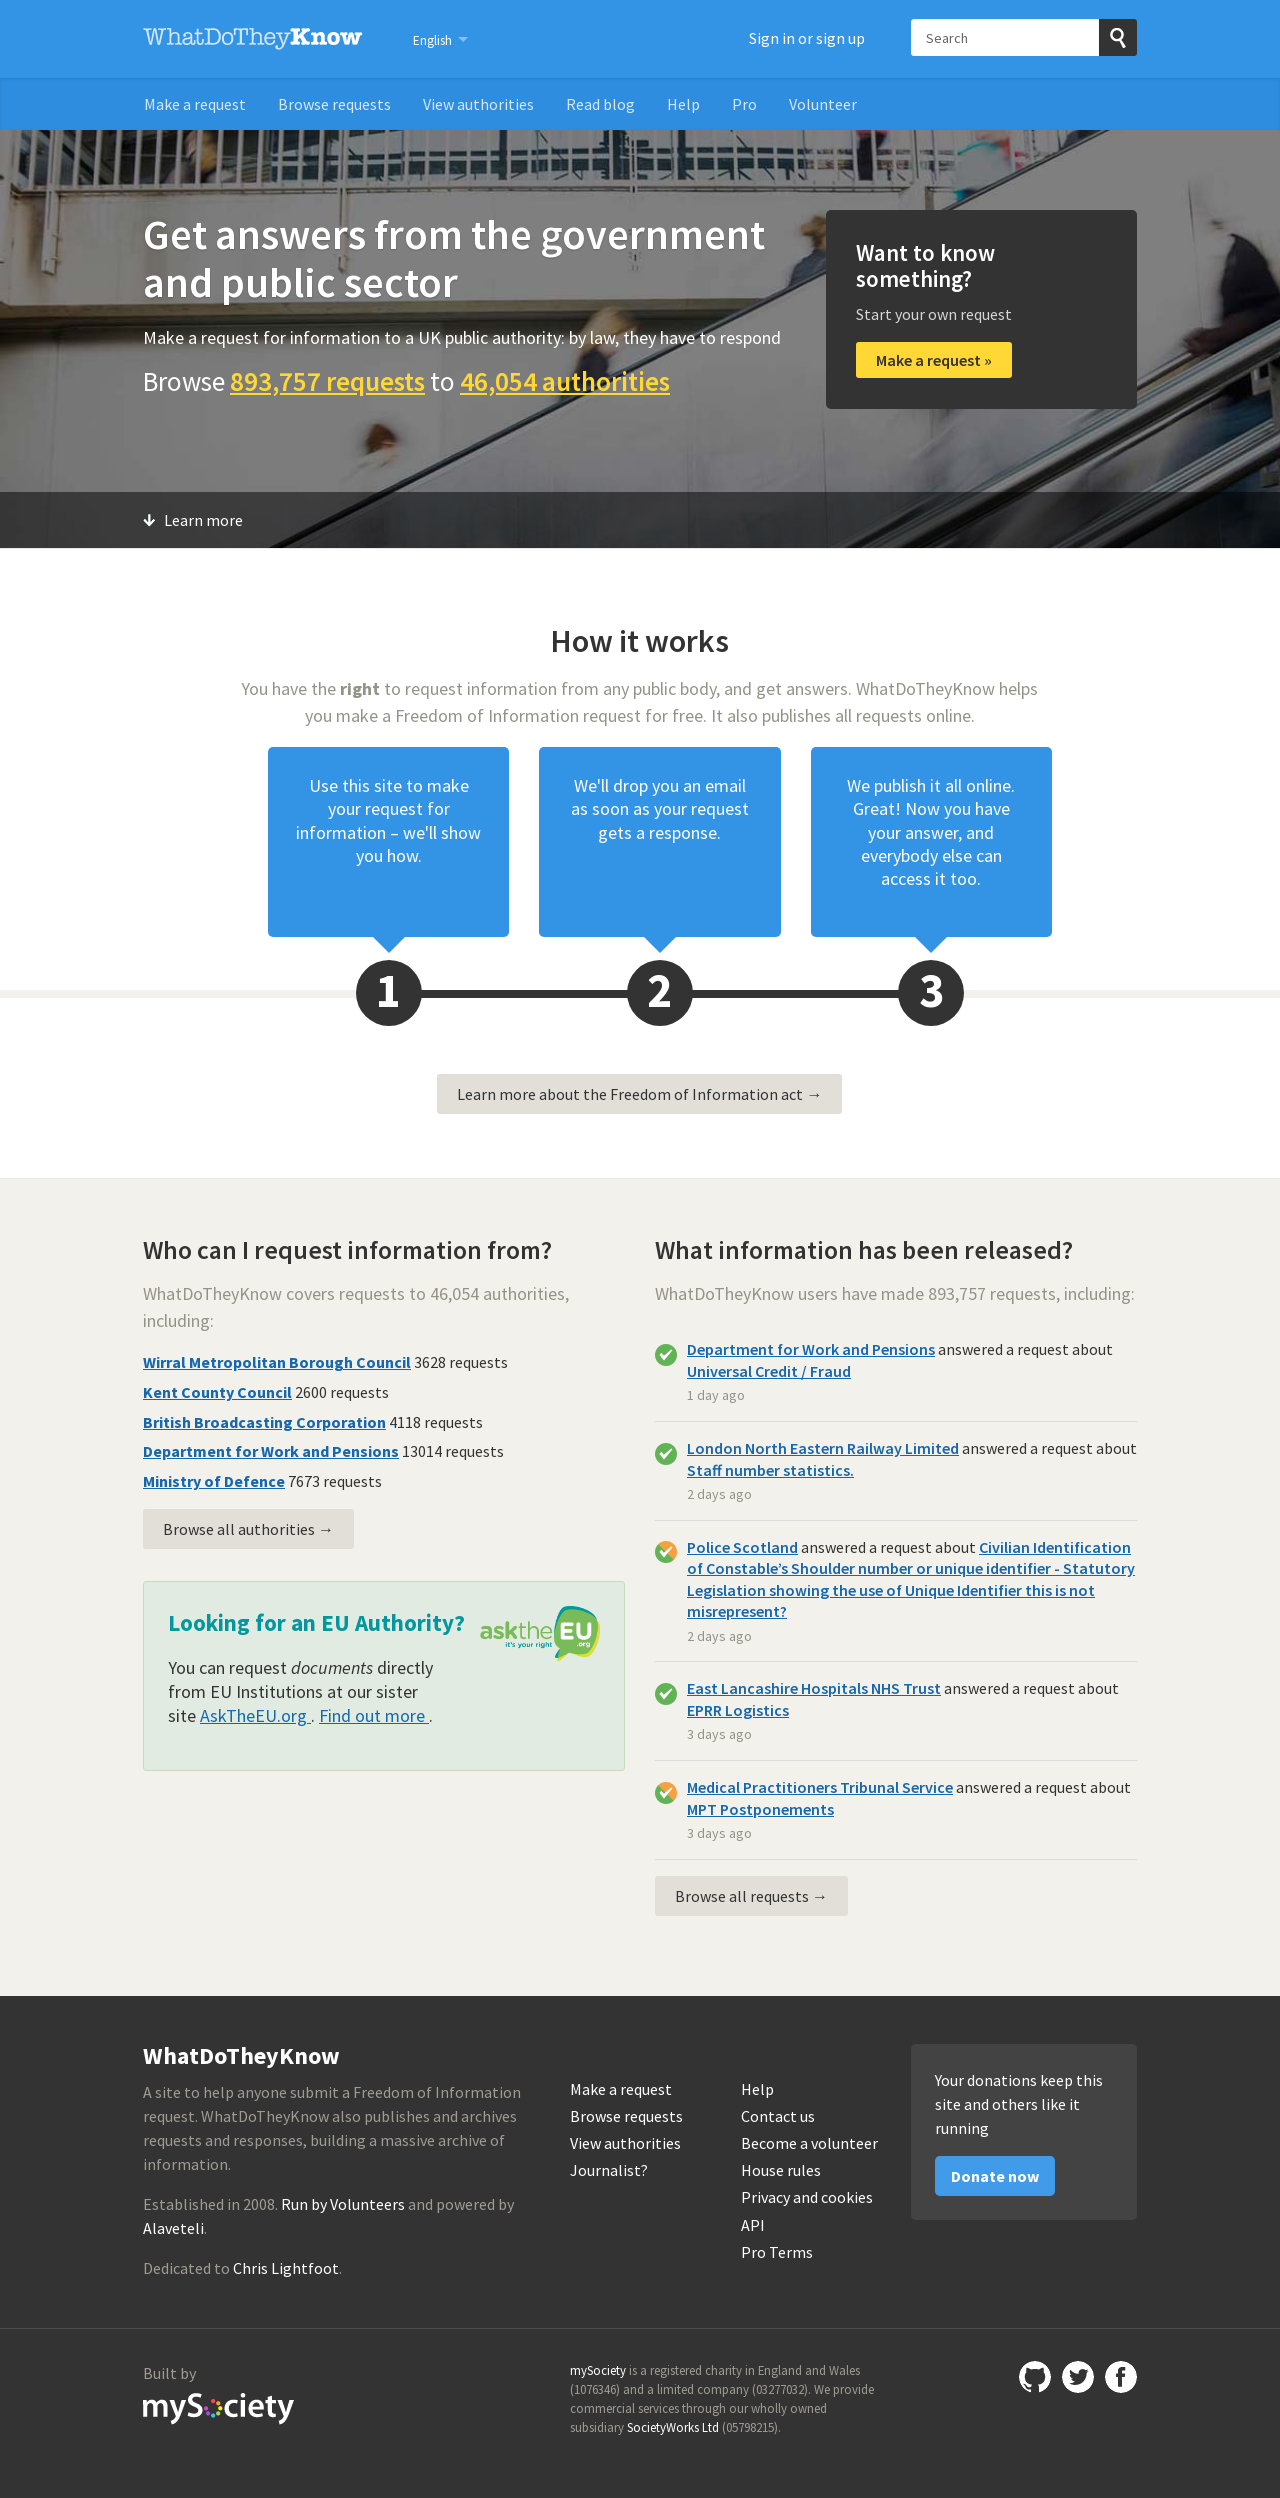 WhatDoTheyKnow
English
Sign in or sign up
Search
Make a request
Browse requests
View authorities
Read blog
Help
Pro
Volunteer
Get answers from the government
and public sector
Make a request for information to a UK public authority: by law, they have to respond
Browse 893,757 requests to 46,054 authorities
Want to know
something?
Start your own request
Make a request »
Learn more
How it works
You have the right to request information from any public body, and get answers. WhatDoTheyKnow helps
you make a Freedom of Information request for free. It also publishes all requests online.
Use this site to make
your request for
information – we'll show
you how.
We'll drop you an email
as soon as your request
gets a response.
We publish it all online.
Great! Now you have
your answer, and
everybody else can
access it too.
1
2
3
Learn more about the Freedom of Information act →
Who can I request information from?
WhatDoTheyKnow covers requests to 46,054 authorities,
including:
Wirral Metropolitan Borough Council 3628 requests
Kent County Council 2600 requests
British Broadcasting Corporation 4118 requests
Department for Work and Pensions 13014 requests
Ministry of Defence 7673 requests
Browse all authorities →
Looking for an EU Authority?
asktheEU
it's your right
.org
You can request documents directly
from EU Institutions at our sister
site AskTheEU.org . Find out more .
What information has been released?
WhatDoTheyKnow users have made 893,757 requests, including:
Department for Work and Pensions answered a request about
Universal Credit / Fraud
1 day ago
London North Eastern Railway Limited answered a request about
Staff number statistics.
2 days ago
Police Scotland answered a request about Civilian Identification
of Constable’s Shoulder number or unique identifier - Statutory
Legislation showing the use of Unique Identifier this is not
misrepresent?
2 days ago
East Lancashire Hospitals NHS Trust answered a request about
EPRR Logistics
3 days ago
Medical Practitioners Tribunal Service answered a request about
MPT Postponements
3 days ago
Browse all requests →
WhatDoTheyKnow
A site to help anyone submit a Freedom of Information
request. WhatDoTheyKnow also publishes and archives
requests and responses, building a massive archive of
information.
Established in 2008. Run by Volunteers and powered by
Alaveteli.
Dedicated to Chris Lightfoot.
Make a request
Browse requests
View authorities
Journalist?
Help
Contact us
Become a volunteer
House rules
Privacy and cookies
API
Pro Terms
Your donations keep this
site and others like it
running
Donate now
Built by
mySociety
mySociety is a registered charity in England and Wales
(1076346) and a limited company (03277032). We provide
commercial services through our wholly owned
subsidiary SocietyWorks Ltd (05798215).